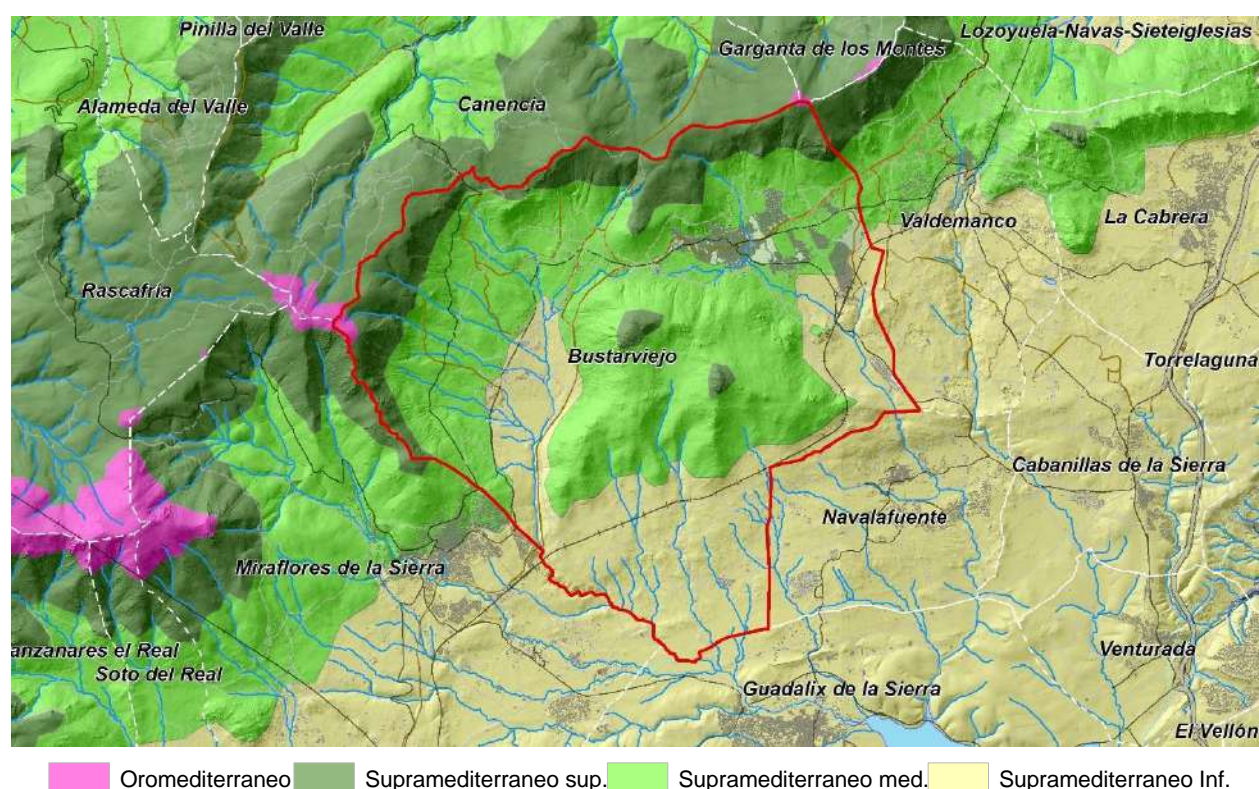 Pinilla del Valle
Lozoyuela-Navas-Sieteiglesias
Garganta de los Montes
Alameda del Valle
Canencia
Valdemanco
La Cabrera
Rascafría
Bustarviejo
Torrelaguna
Cabanillas de la Sierra
Navalafuente
Miraflores de la Sierra
anzanares el Real
Venturada
Soto del Real
Guadalix de la Sierra
El Vellón
Oromediterraneo
Supramediterraneo sup.
Supramediterraneo med.
Supramediterraneo Inf.